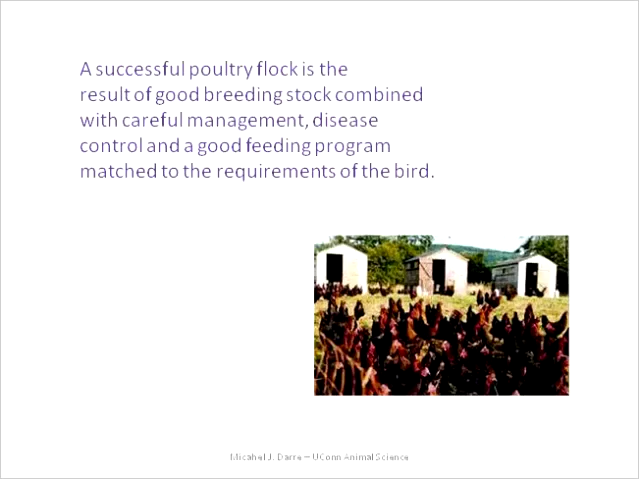 A successful poultry flock is the
result of good breeding stock combined
with careful management, disease
control and a good feeding program
matched to the requirements of the bird.
Micahel J. Darre – UConn Animal Science